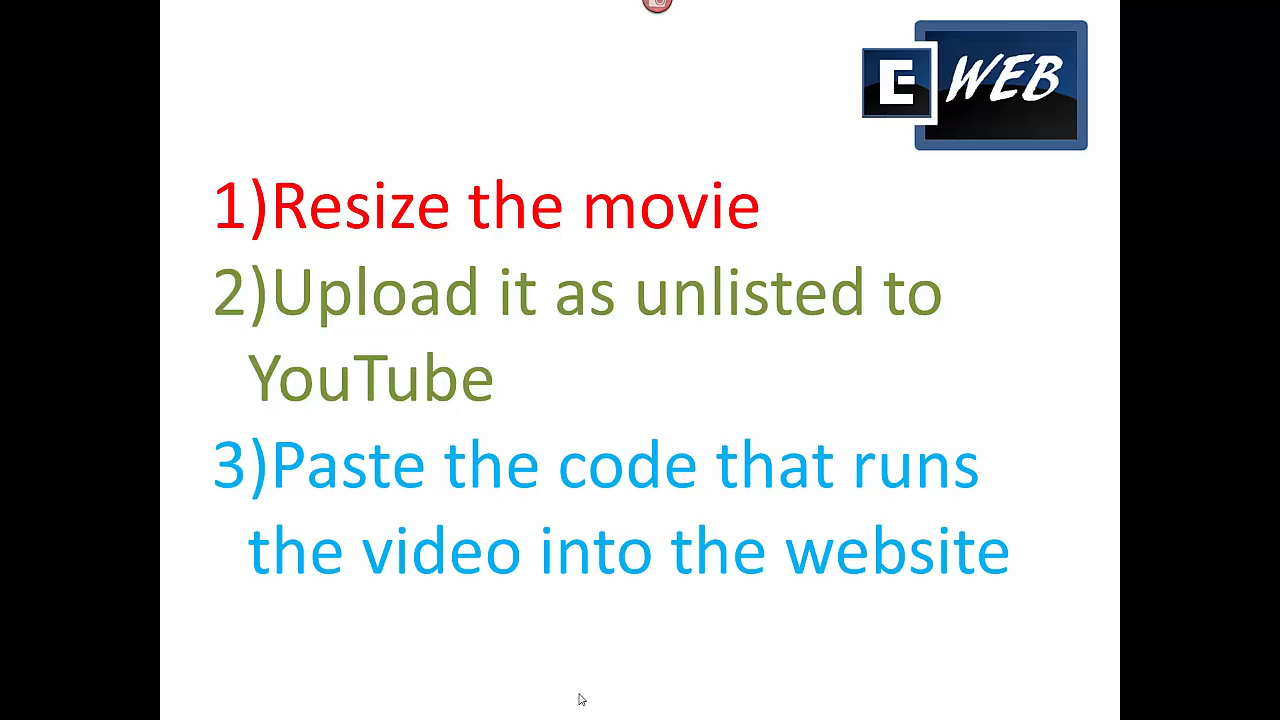 E WEB
1)Resize the movie
2)Upload it as unlisted to
YouTube
3)Paste the code that runs
the video into the website